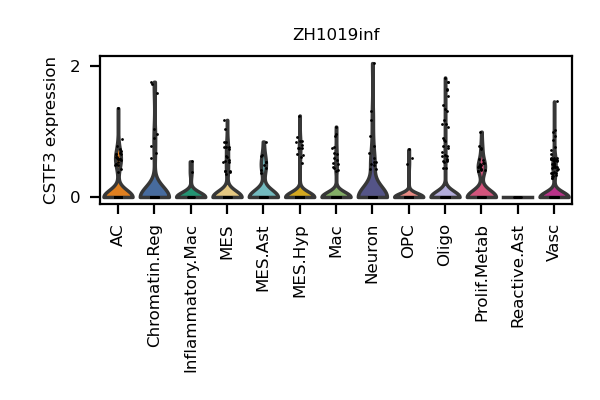 ZH1019inf
CSTF3 expression
2
0
AC
Chromatin.Reg
Inflammatory.Mac
MES
MES.Ast
MES.Hyp
Mac
Neuron
OPC
Oligo
Prolif.Metab
Reactive.Ast
Vasc